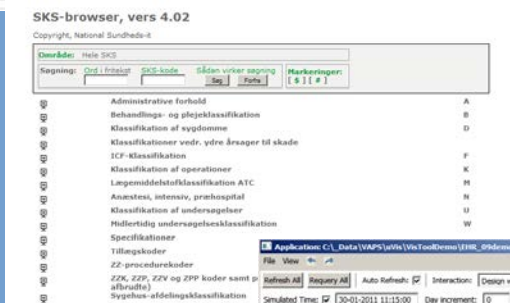 SKS-browser, vers 4.02
Copyright, National Sundheds-it
Område: Hele SKS
Søgning: Ord i fritekst SKS-kode Sådan virker søgning Markeringer:
Søg Fortra [ $ ] [ # ]
Administrative forhold A
Behandlings- og plejeklassifikation B
Klassifikation af sygdomme D
Klassifikationer vedr. ydre årsager til skade
ICF-Klassifikation F
Klassifikation af operationer K
Lægemiddelstofklassifikation ATC M
Anæstesi, intensiv, præhospital N
Klassifikation af undersøgelser U
Midlertidig undersøgelsesklassifikation W
Specifikationer
Tillægskoder
ZZ-procedurekoder
ZZK, ZZP, ZZV og ZPP koder samt p
afbrudte)
Sygehus-afdelingsklassifikation
Application: C:\_Data\VAPS\uVis\VisToolDemo\EHR_09dem
File View
Refresh All Requery All Auto Refresh: Interaction: Design
Simulated Time: 30-01-2011 11:15:00 Day increment: 0